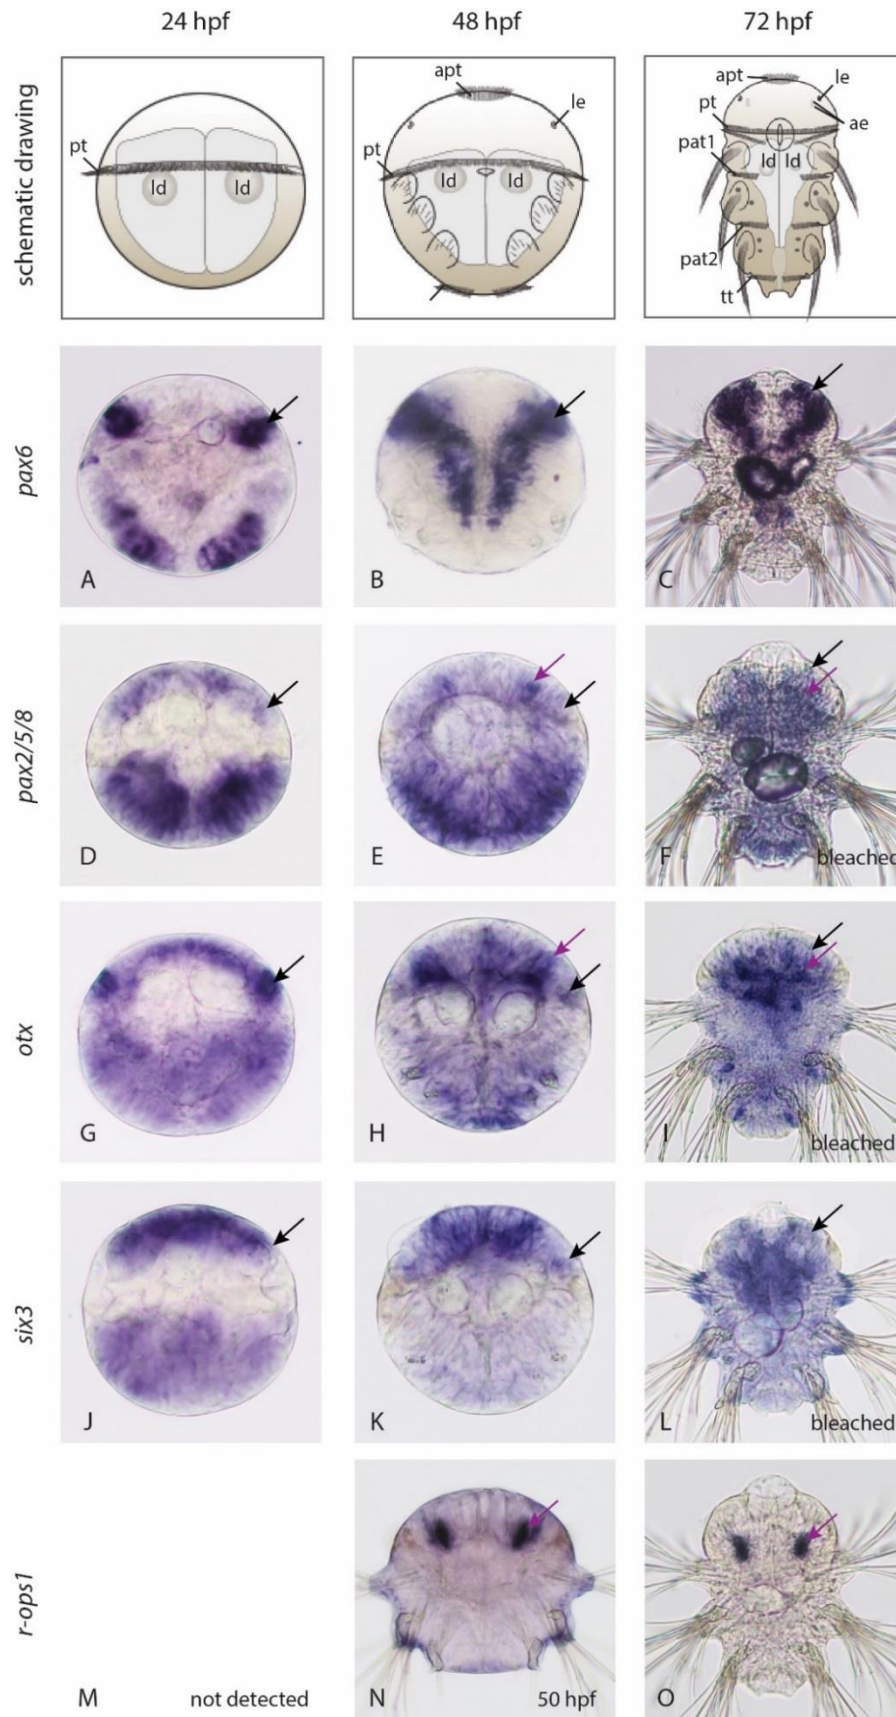 24 hpf 48 hpf 72 hpf
schematic drawing
pt
ld ld
apt
le
pt
ld ld
apt
le
pt
ae
pat1
ld ld
pat2
tt
pax6
A B C
pax2/5/8
D E F bleached
otx
G H I bleached
six3
J K L bleached
r-ops1
M not detected N 50 hpf O